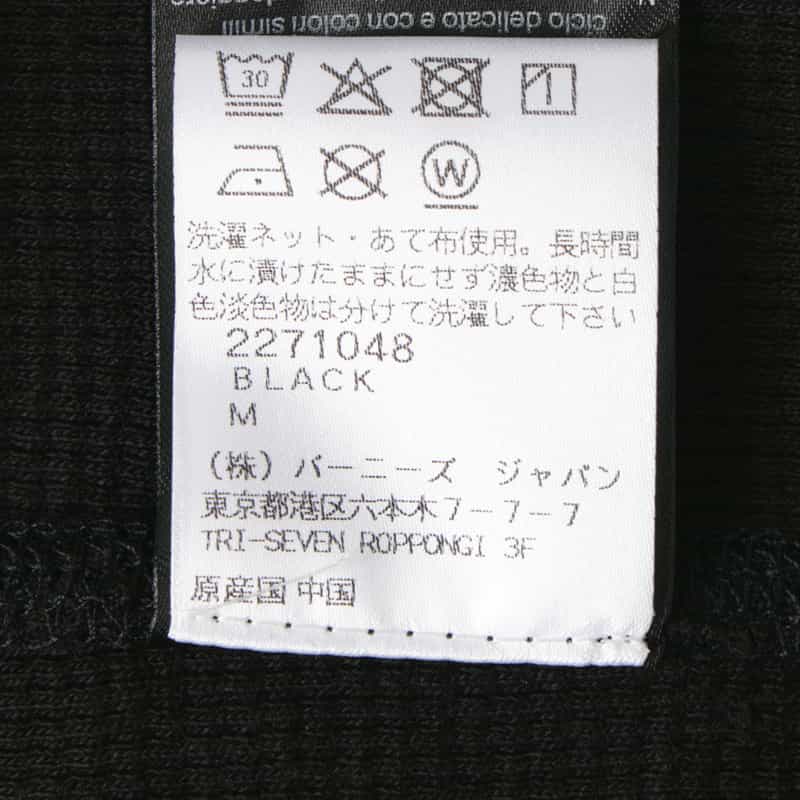 Ciclo delicato e con colori simili
30
W
洗濯ネット・あて布使用。長時間
水に漬けたままにせず濃色物と白
色淡色物は分けて洗濯して下さい
2271048
BLACK
M
(株) バーニーズ ジャパン
東京都港区六本木7-7-7
TRI-SEVEN ROPPONGI 3F
原産国 中国